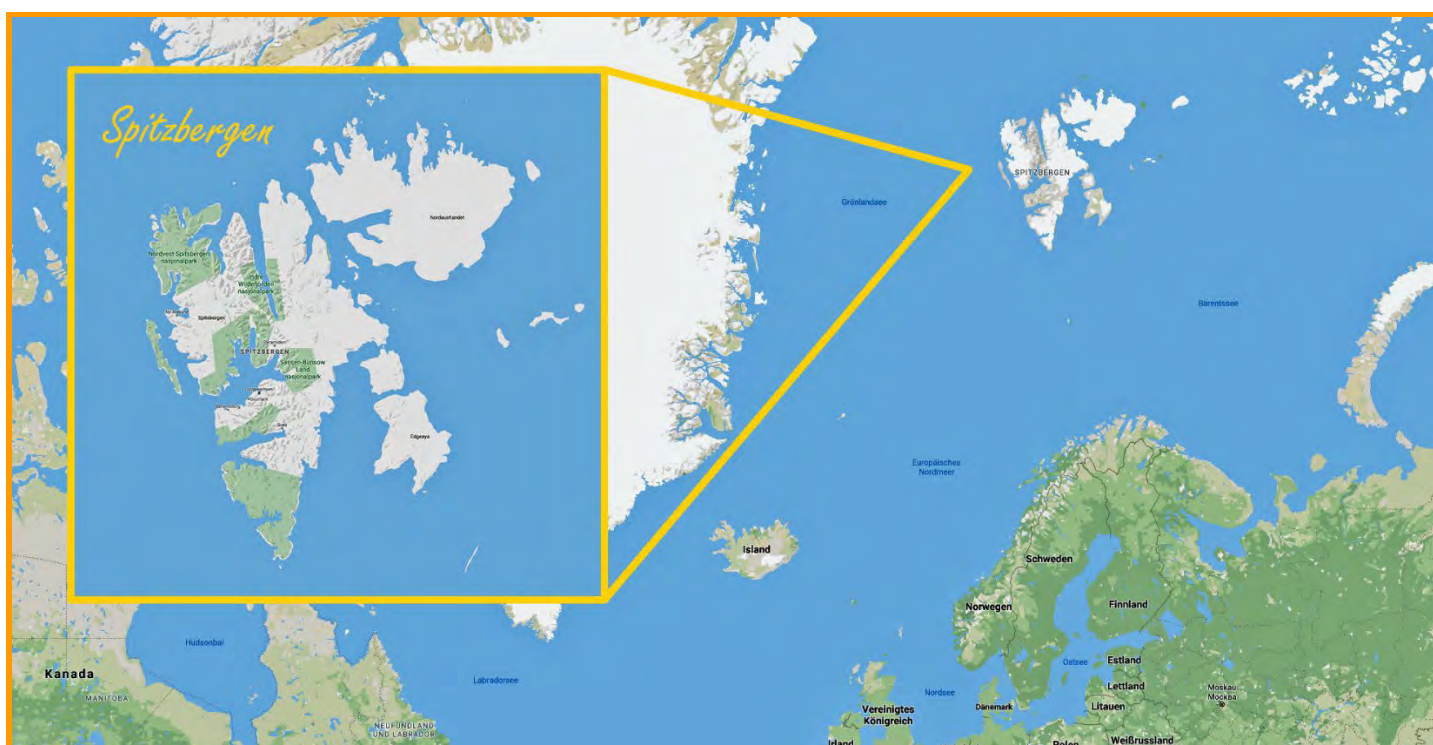 Spitzbergen
Nordaustlandet
Nordvest Spitsbergen
nasjonalpark
Indre
Wijdefjorden
nasjonalpark
Spitsbergen
SPITZBERGEN
Sassen-Bünsow
Land
nasjonalpark
Edgeøya
SPITZBERGEN
Grönlandsee
Barentssee
Europäisches
Nordmeer
Island
Schweden
Norwegen
Finnland
Hudsonbai
Kanada
MANITOBA
Labradorsee
NEUFUNDLAND
UND LABRADOR
Ostsee
Estland
Nordsee
Lettland
Moskau
Москва
Dänemark
Litauen
Vereinigtes
Königreich
Irland
Polen
Weißrussland